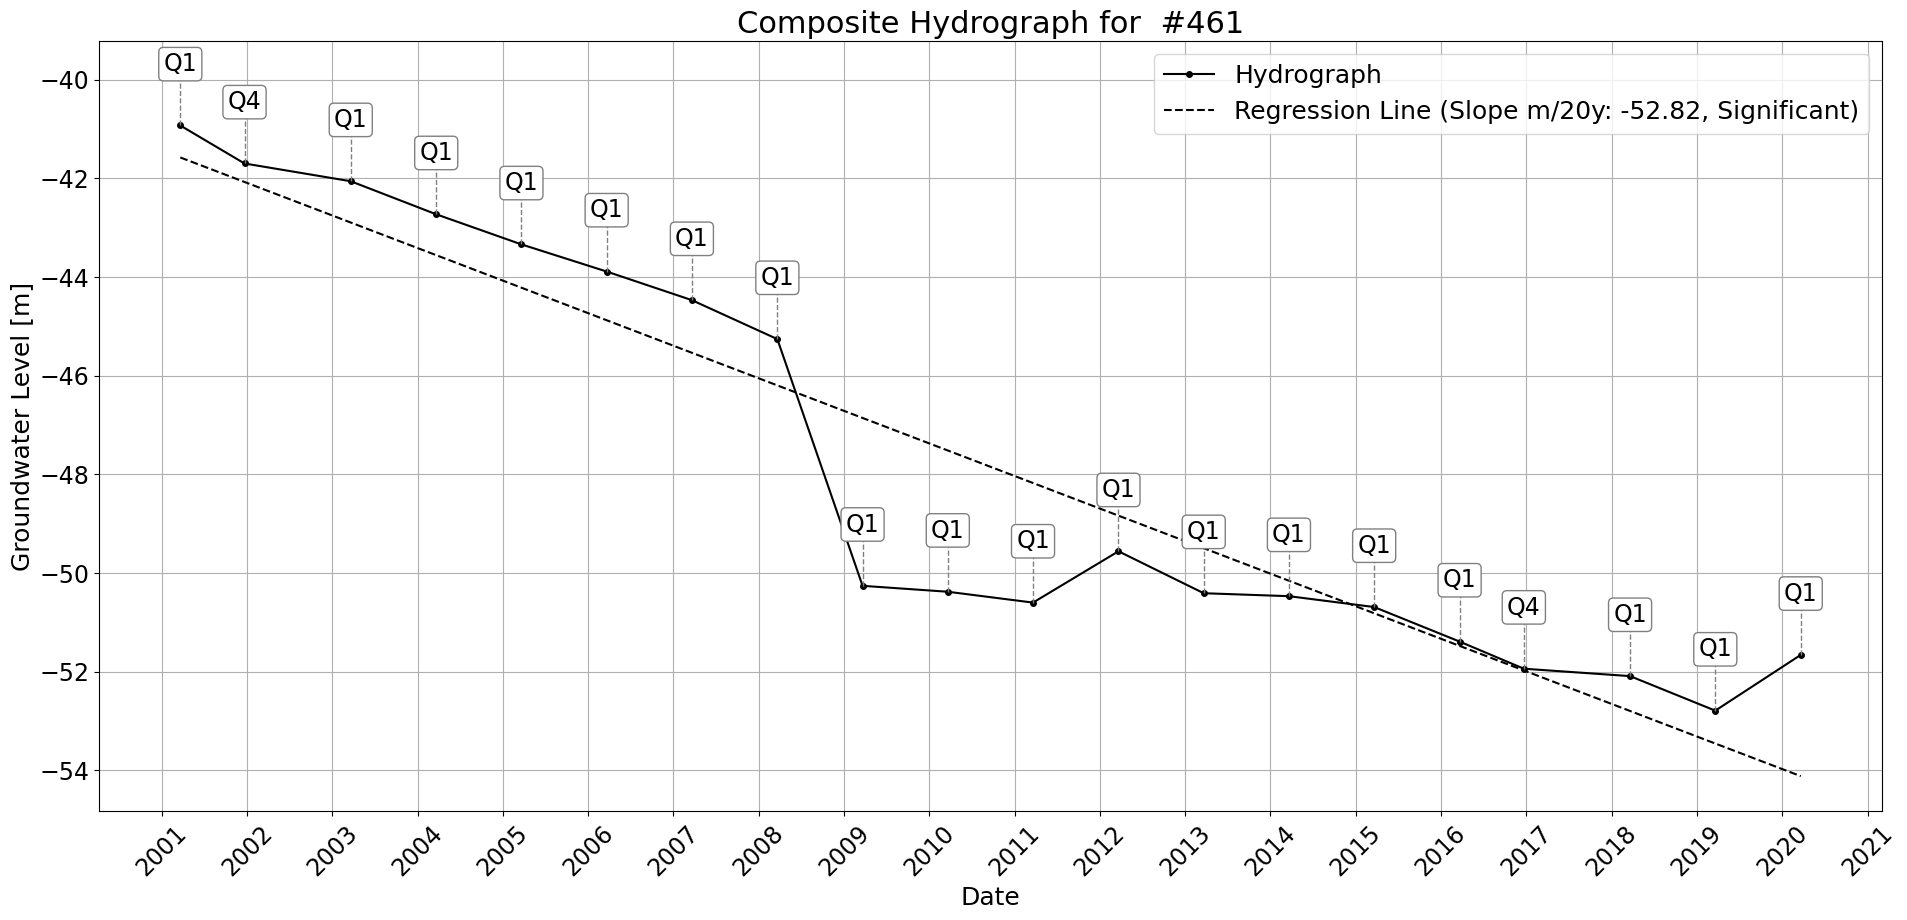 Composite Hydrograph for  #461
Hydrograph
Regression Line (Slope m/20y: -52.82, Significant)
Groundwater Level [m]
−40
−42
−44
−46
−48
−50
−52
−54
Q1
Q4
Q1
Q1
Q1
Q1
Q1
Q1
Q1
Q1
Q1
Q1
Q1
Q1
Q1
Q1
Q4
Q1
Q1
Q1
2001
2002
2003
2004
2005
2006
2007
2008
2009
2010
2011
2012
2013
2014
2015
2016
2017
2018
2019
2020
2021
Date